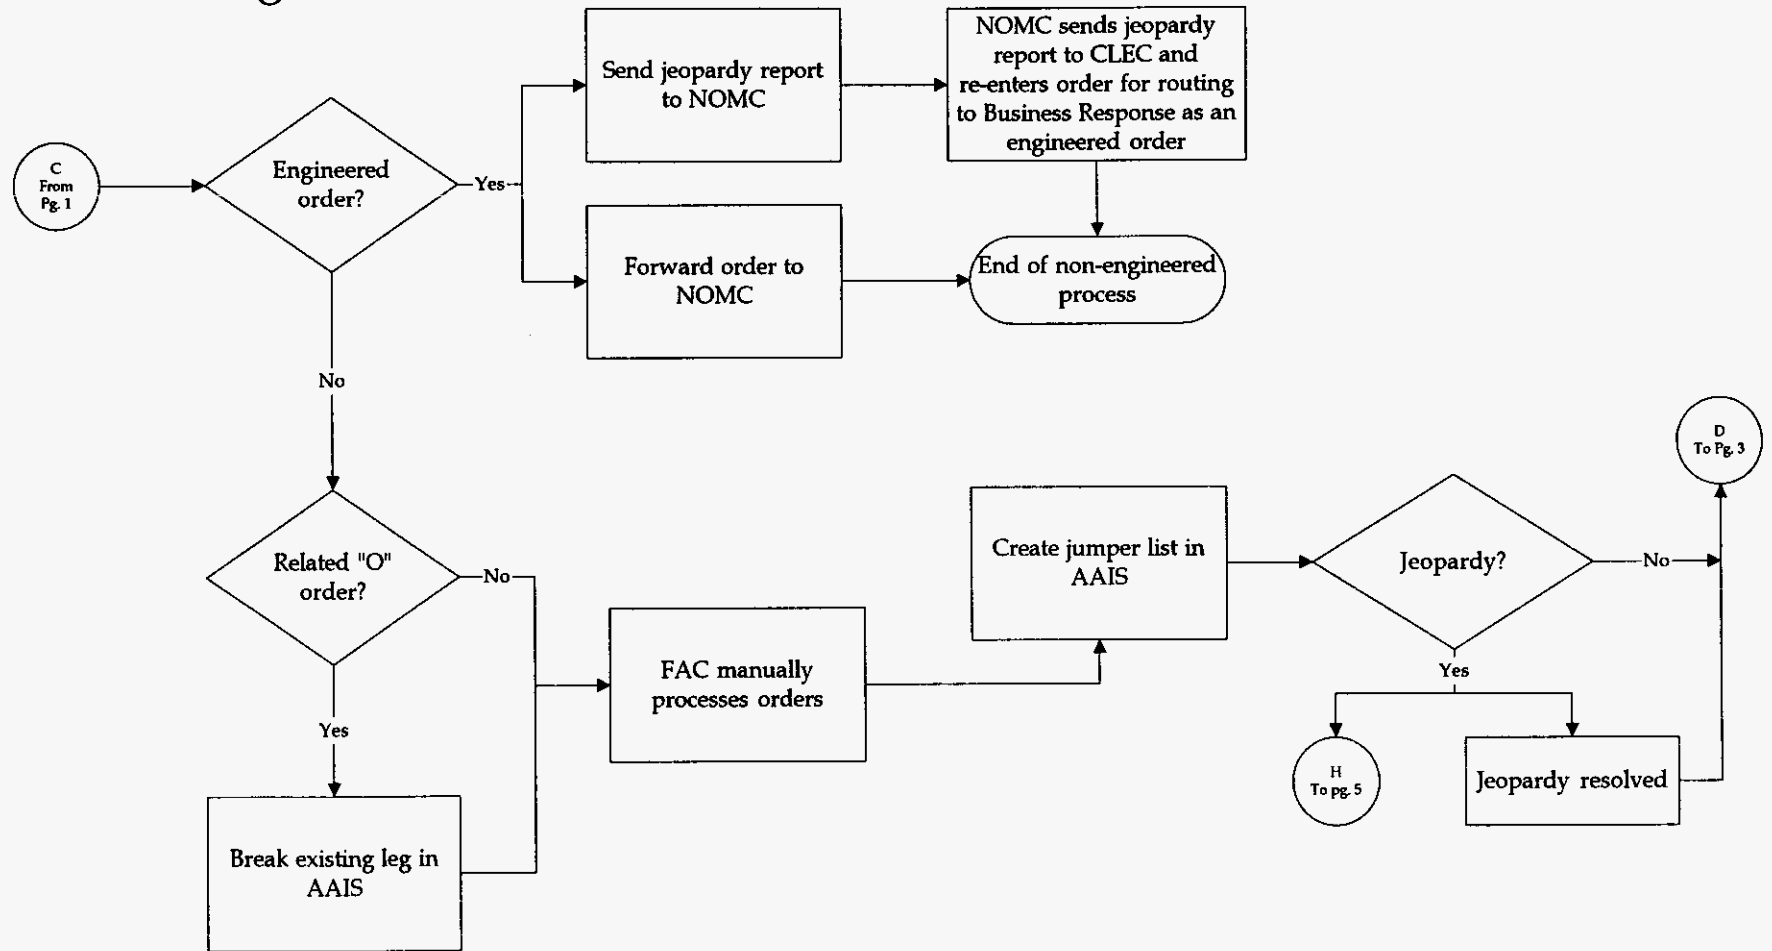 C
From
Pg. 1
Engineered
order?
Yes
Send jeopardy report
to NOMC
NOMC sends jeopardy
report to CLEC and
re-enters order for routing
to Business Response as an
engineered order
Forward order to
NOMC
End of non-engineered
process
No
Related "O"
order?
No
Yes
Break existing leg in
AAIS
FAC manually
processes orders
Create jumper list in
AAIS
Jeopardy?
No
D
To Pg. 3
Yes
H
To pg. 5
Jeopardy resolved